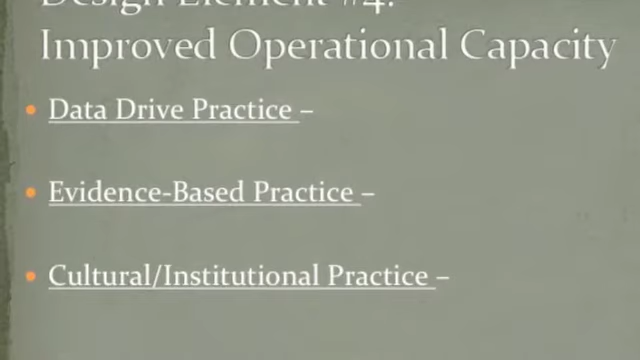 Design Element #4:
Improved Operational Capacity
Data Drive Practice –
Evidence-Based Practice –
Cultural/Institutional Practice –